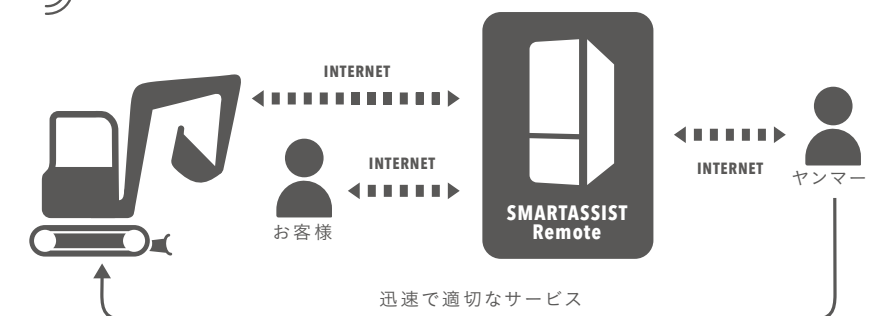 INTERNET
INTERNET
お客様
SMARTASSIST
Remote
INTERNET
ヤンマー
迅速で適切なサービス